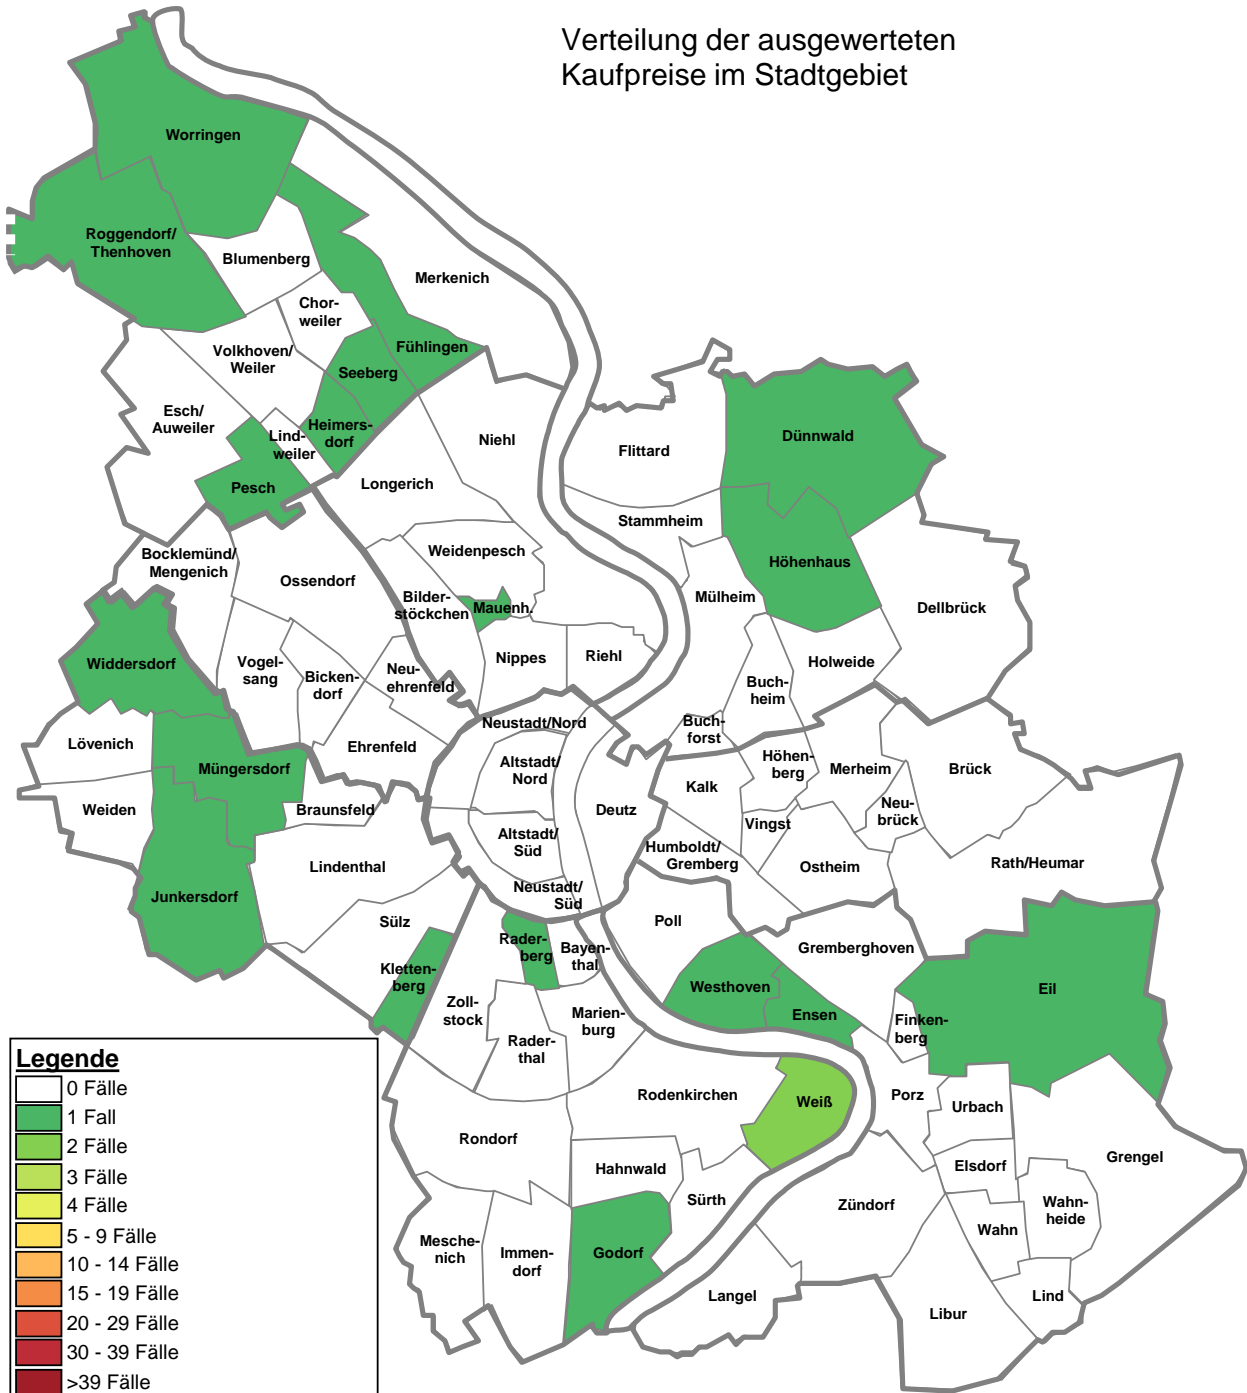 Verteilung der ausgewerteten
Kaufpreise im Stadtgebiet
Worringen
Roggendorf/
Thenhoven
Blumenberg
Merkenich
Chor-
weiler
Volkhoven/
Weiler
Fühlingen
Seeberg
Esch/
Auweiler
Heimers-
dorf
Lind-
weiler
Pesch
Niehl
Longerich
Flittard
Dünnwald
Stammheim
Höhenhaus
Bocklemünd/
Mengenich
Ossendorf
Weidenpesch
Bilder-
stöckchen
Mauenh.
Mülheim
Dellbrück
Widdersdorf
Vogel-
sang
Bicken-
dorf
Neu-
ehrenfeld
Nippes
Riehl
Holweide
Buch-
heim
Lövenich
Müngersdorf
Ehrenfeld
Neustadt/Nord
Altstadt/
Nord
Buch-
forst
Höhen-
berg
Merheim
Brück
Weiden
Braunsfeld
Deutz
Kalk
Vingst
Neu-
brück
Altstadt/
Süd
Humboldt/
Gremberg
Ostheim
Rath/Heumar
Lindenthal
Junkersdorf
Neustadt/
Süd
Sülz
Poll
Gremberghoven
Rader-
berg
Bayen-
thal
Kletten-
berg
Westhoven
Eil
Zoll-
stock
Marien-
burg
Ensen
Finken-
berg
Rader-
thal
Rodenkirchen
Weiß
Porz
Urbach
Rondorf
Hahnwald
Elsdorf
Grengel
Sürth
Zündorf
Wahn-
heide
Wahn
Mesche-
nich
Immen-
dorf
Godorf
Langel
Lind
Libur
Legende
0 Fälle
1 Fall
2 Fälle
3 Fälle
4 Fälle
5 - 9 Fälle
10 - 14 Fälle
15 - 19 Fälle
20 - 29 Fälle
30 - 39 Fälle
>39 Fälle